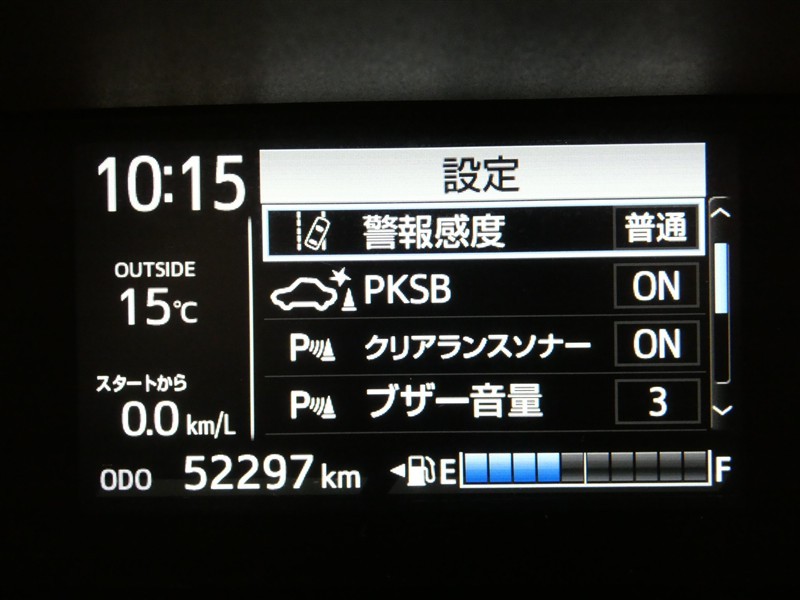 10:15
設定
警報感度 普通
OUTSIDE
15℃
PKSB ON
P クリアランスソナー ON
スタートから
0.0 km/L
P ブザー音量 3
ODO 52297 km
E F